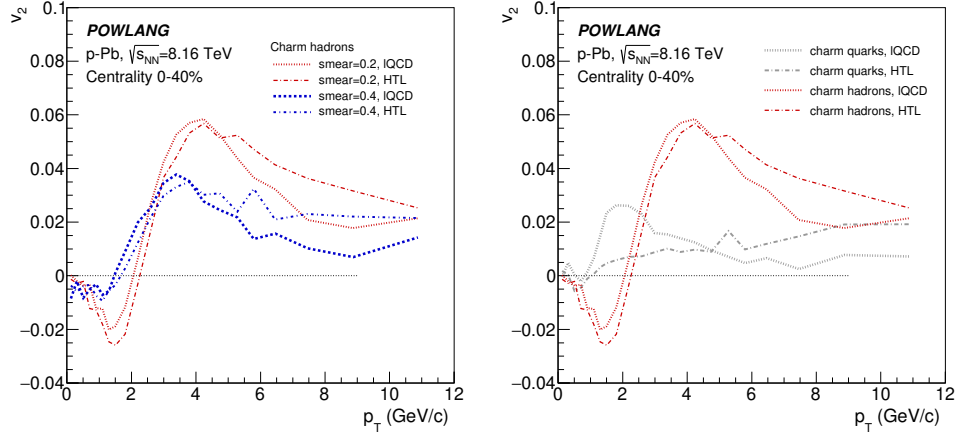 v₂
0.1
0.08
0.06
0.04
0.02
0
−0.02
−0.04
POWLANG
p-Pb, √sNN=8.16 TeV
Centrality 0-40%
Charm hadrons
smear=0.2, lQCD
smear=0.2, HTL
smear=0.4, lQCD
smear=0.4, HTL
0 2 4 6 8 10 12
pT (GeV/c)
v₂
0.1
0.08
0.06
0.04
0.02
0
−0.02
−0.04
POWLANG
p-Pb, √sNN=8.16 TeV
Centrality 0-40%
charm quarks, lQCD
charm quarks, HTL
charm hadrons, lQCD
charm hadrons, HTL
0 2 4 6 8 10 12
pT (GeV/c)